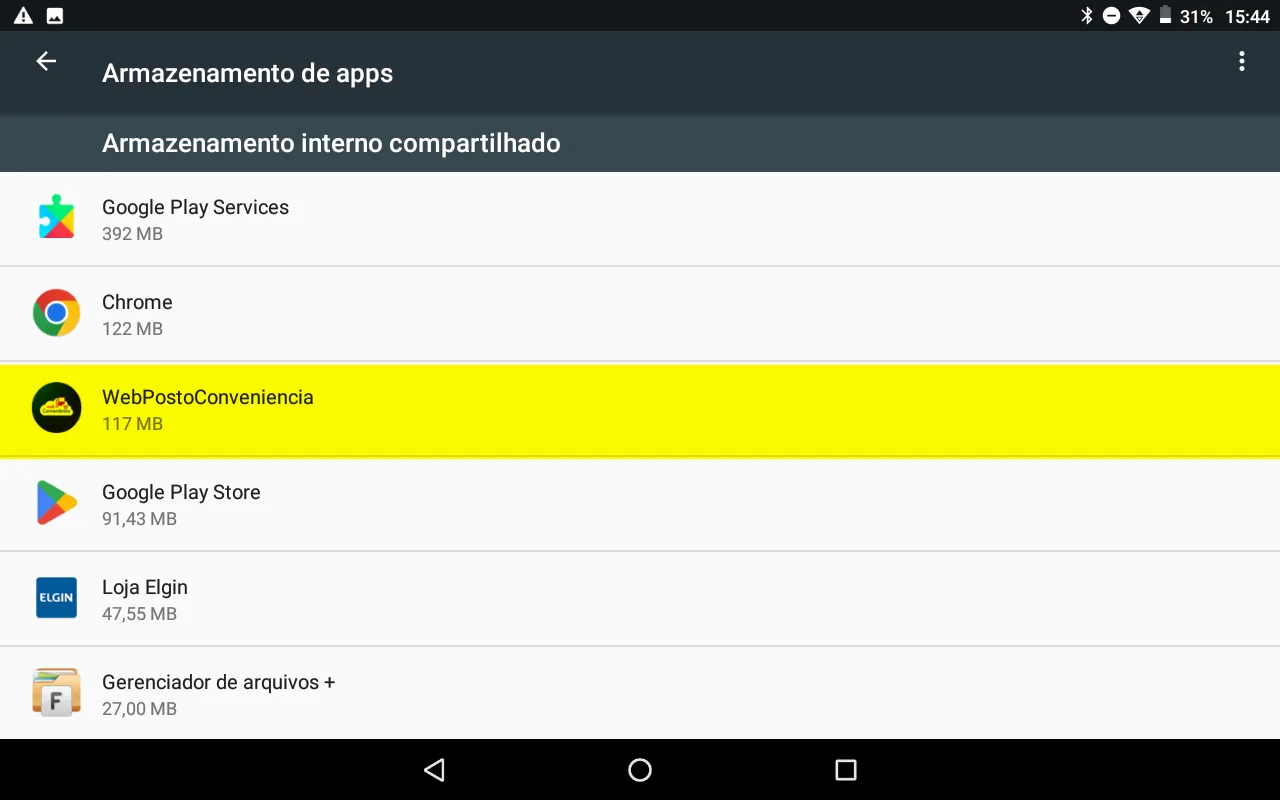 31% 15:44
Armazenamento de apps
Armazenamento interno compartilhado
Google Play Services
392 MB
Chrome
122 MB
WebPostoConveniencia
117 MB
Google Play Store
91,43 MB
ELGIN
Loja Elgin
47,55 MB
F
Gerenciador de arquivos +
27,00 MB